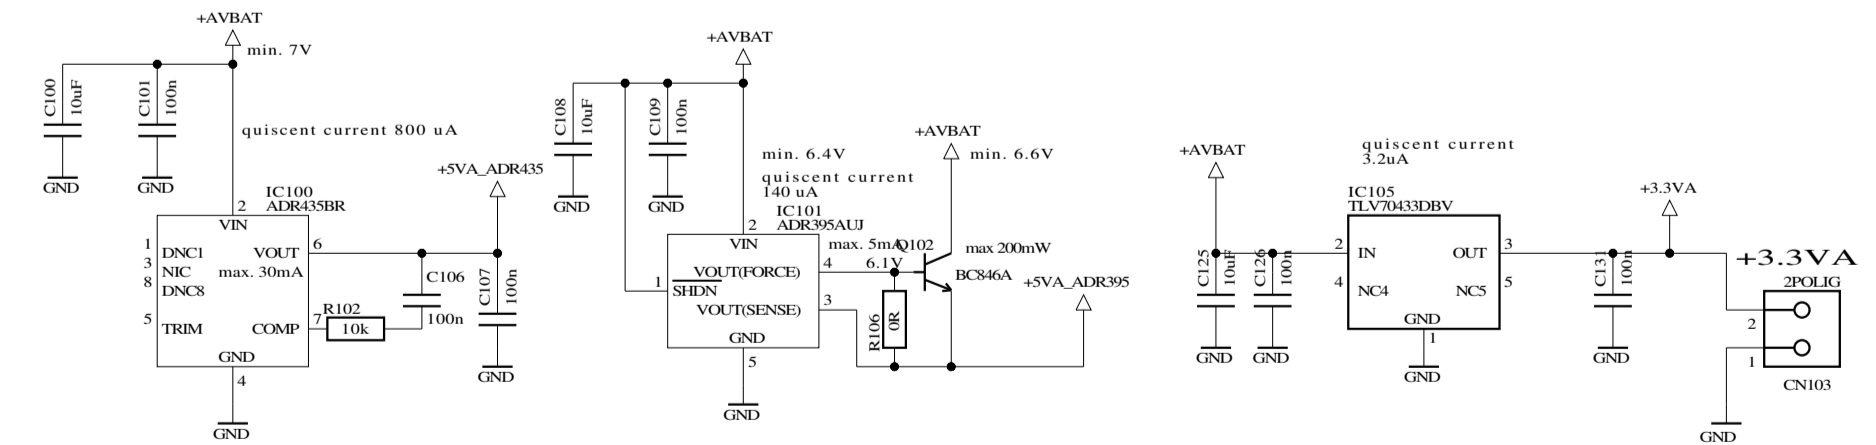 +AVBAT
min. 7V
C100
10uF
C101
100n
GND
GND
quiscent current 800 uA
+5VA_ADR435
IC100
ADR435BR
2
VIN
1
DNC1
3
NIC
8
DNC8
5
TRIM
VOUT
6
max. 30mA
COMP
7
GND
4
GND
R102
10k
C106
100n
C107
100n
GND
+AVBAT
C108
10uF
C109
100n
GND
GND
min. 6.4V
quiscent current
140 uA
IC101
ADR395AUJ
2
VIN
1
SHDN
VOUT(FORCE)
4
VOUT(SENSE)
3
GND
5
GND
max. 5mA
6.1V
Q102
BC846A
max 200mW
+AVBAT
min. 6.6V
R106
0R
+5VA_ADR395
+AVBAT
C125
10uF
C126
100n
GND
GND
quiscent current
3.2uA
IC105
TLV70433DBV
2
IN
4
NC4
OUT
3
NC5
5
GND
1
GND
C131
100n
GND
+3.3VA
+3.3VA
2POLIG
2
1
CN103
GND